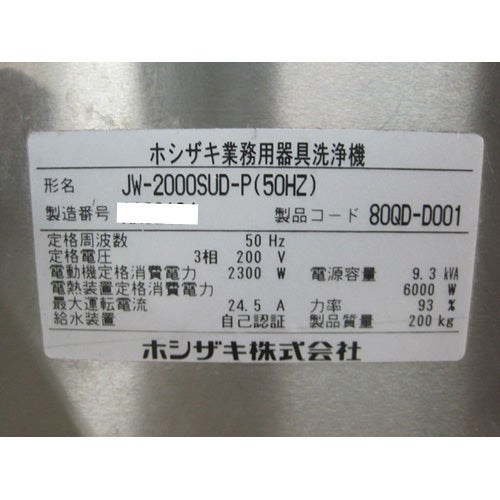 ホシザキ業務用器具洗浄機
形名 JW-2000SUD-P(50HZ)
製造番号 製品コード 80QD-D001
定格周波数 50 Hz
定格電圧 3相 200 V
電動機定格消費電力 2300 W 電源容量 9.3 kVA
電熱装置定格消費電力 6000 W
最大運転電流 24.5 A 力率 93 %
給水装置 自己認証 製品質量 200 kg
ホシザキ株式会社